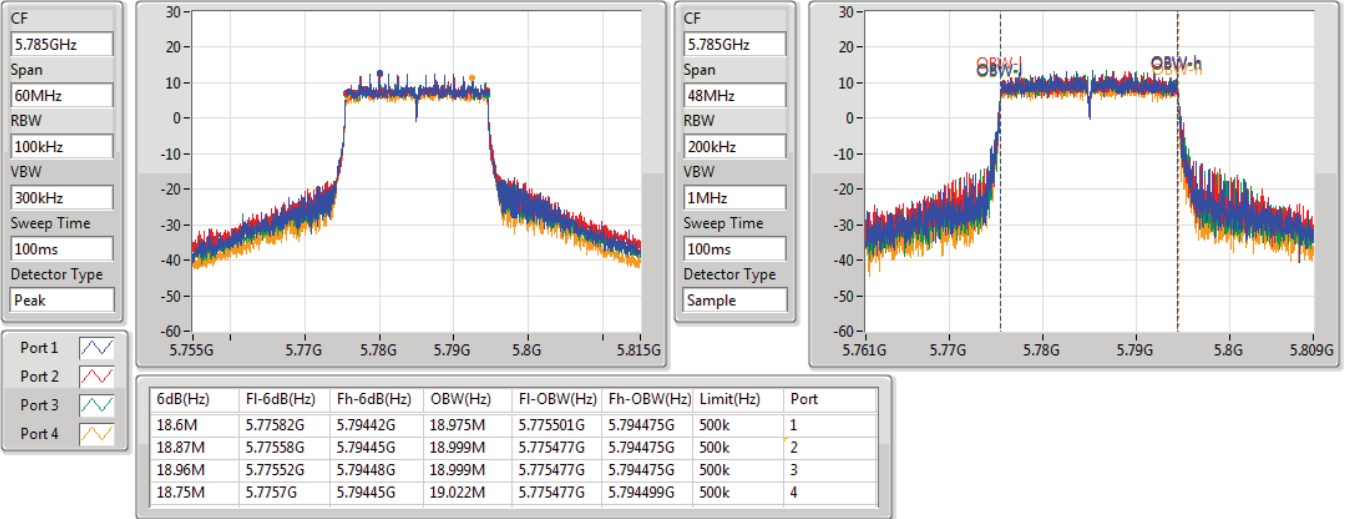 CF
5.785GHz
Span
60MHz
RBW
100kHz
VBW
300kHz
Sweep Time
100ms
Detector Type
Peak
30
20
10
0
-10
-20
-30
-40
-50
-60
5.755G 5.77G 5.78G 5.79G 5.8G 5.815G
CF
5.785GHz
Span
48MHz
RBW
200kHz
VBW
1MHz
Sweep Time
100ms
Detector Type
Sample
30
20
10
0
-10
-20
-30
-40
-50
-60
OBW-l OBW-h
5.761G 5.77G 5.78G 5.79G 5.8G 5.809G
Port 1
Port 2
Port 3
Port 4
6dB(Hz) Fl-6dB(Hz) Fh-6dB(Hz) OBW(Hz) Fl-OBW(Hz) Fh-OBW(Hz) Limit(Hz) Port
18.6M 5.77582G 5.79442G 18.975M 5.775501G 5.794475G 500k 1
18.87M 5.77558G 5.79445G 18.999M 5.775477G 5.794475G 500k 2
18.96M 5.77552G 5.79448G 18.999M 5.775477G 5.794475G 500k 3
18.75M 5.7757G 5.79445G 19.022M 5.775477G 5.794499G 500k 4